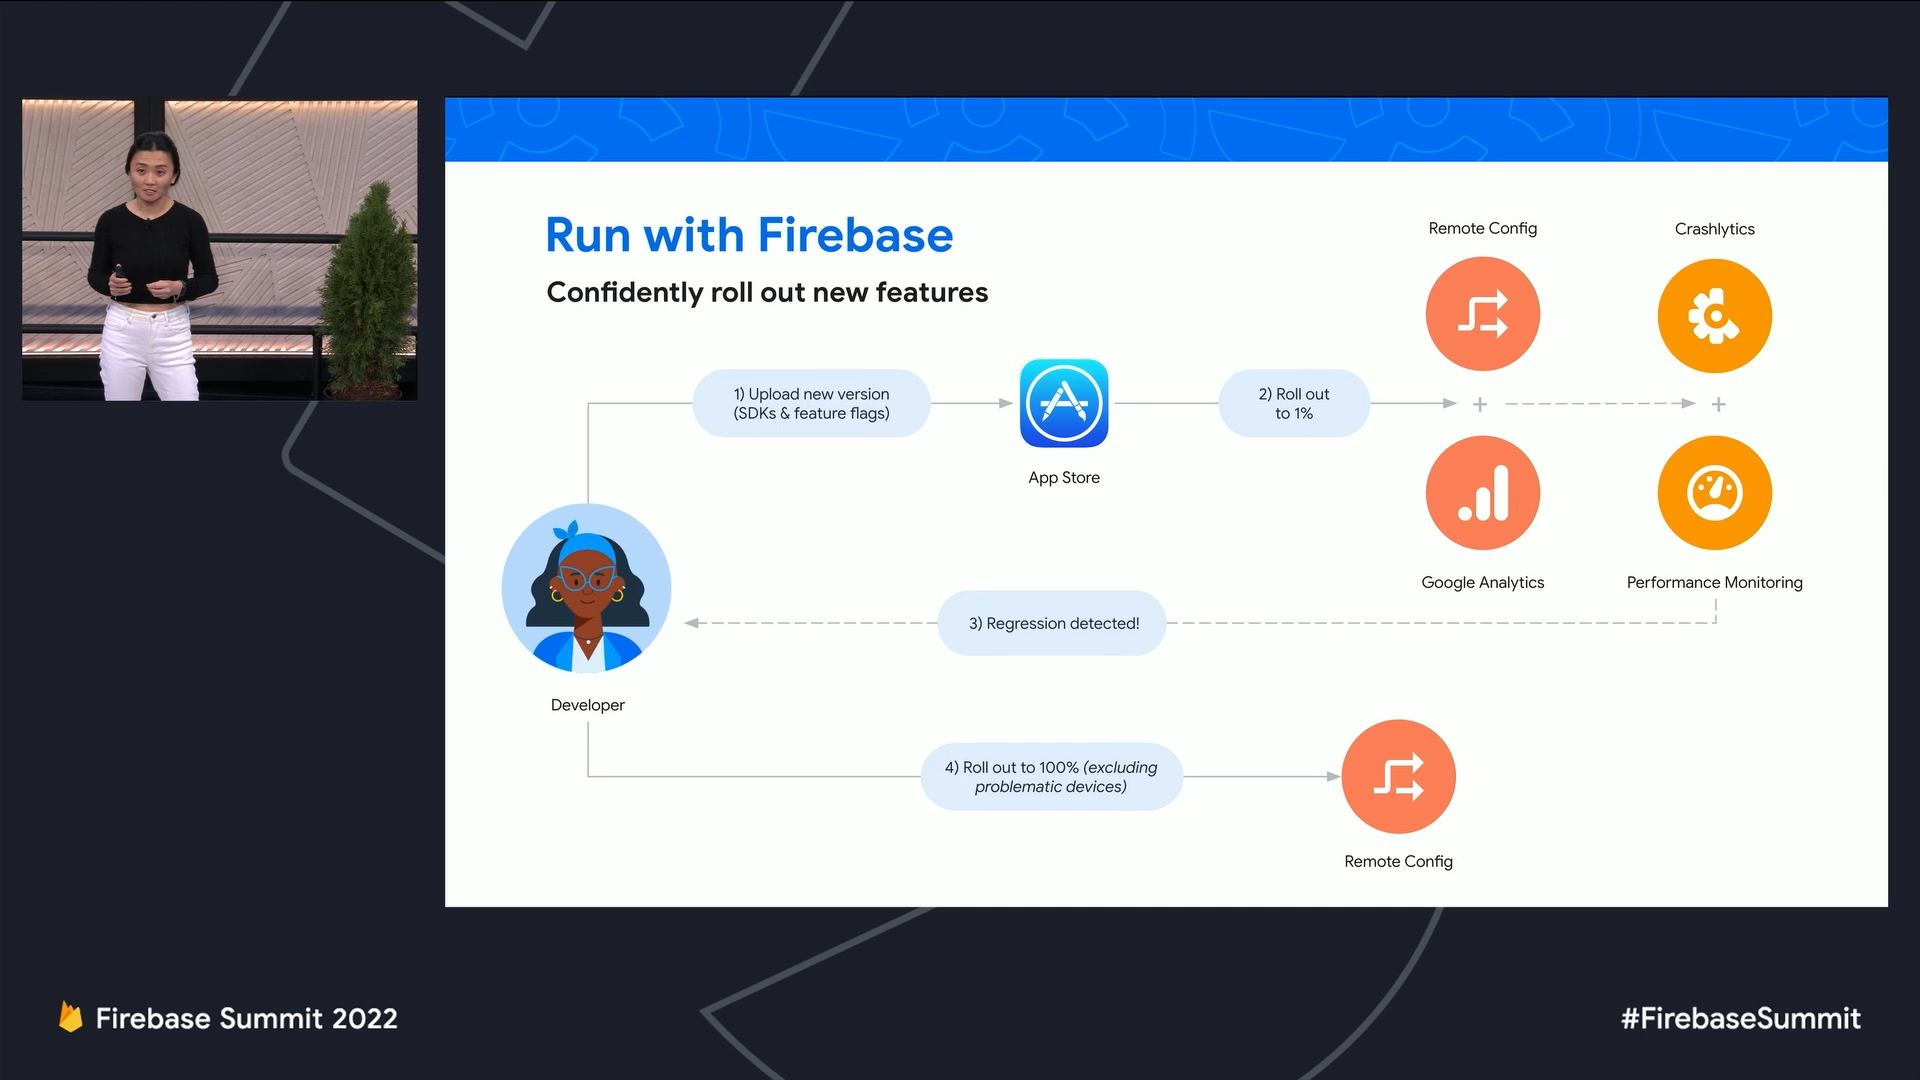 Run with Firebase
Confidently roll out new features
Remote Config
Crashlytics
1) Upload new version
(SDKs & feature flags)
2) Roll out
to 1%
+
+
App Store
Google Analytics
Performance Monitoring
3) Regression detected!
Developer
4) Roll out to 100% (excluding
problematic devices)
Remote Config
Firebase Summit 2022
#FirebaseSummit